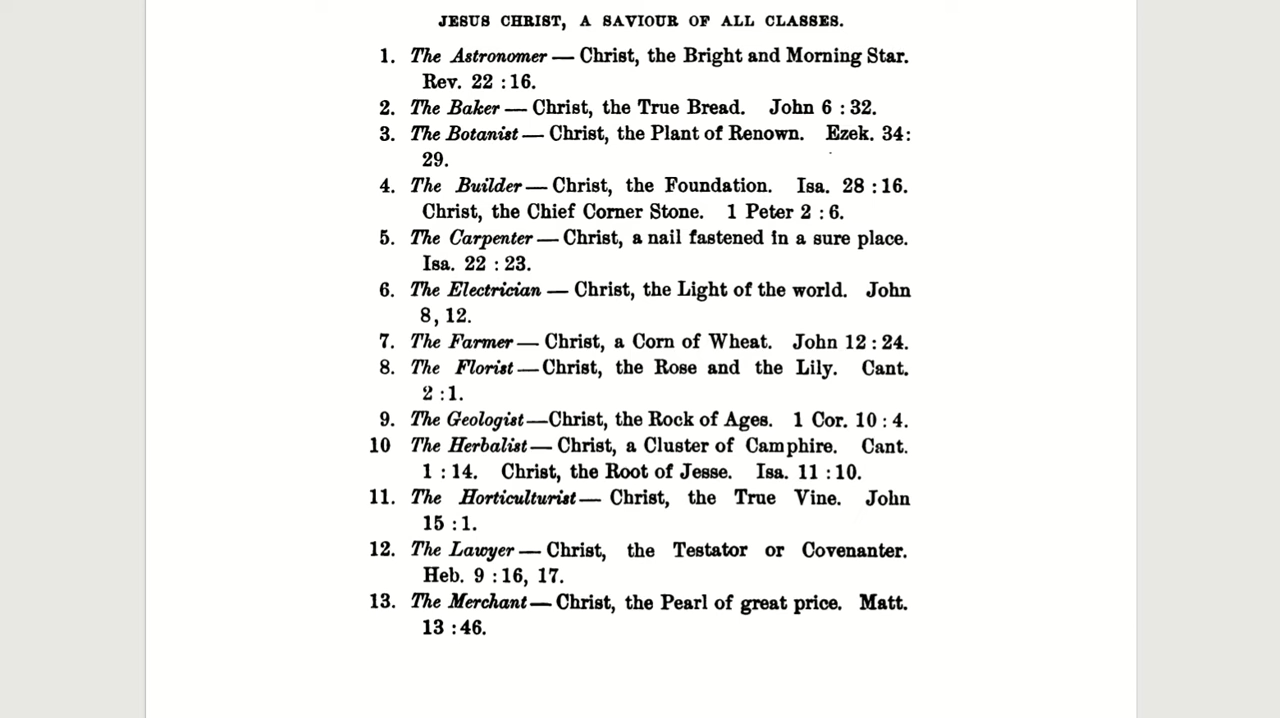 JESUS CHRIST, A SAVIOUR OF ALL CLASSES.
1. The Astronomer — Christ, the Bright and Morning Star.
Rev. 22 : 16.
2. The Baker — Christ, the True Bread. John 6 : 32.
3. The Botanist — Christ, the Plant of Renown. Ezek. 34:
29.
4. The Builder — Christ, the Foundation. Isa. 28 : 16.
Christ, the Chief Corner Stone. 1 Peter 2 : 6.
5. The Carpenter — Christ, a nail fastened in a sure place.
Isa. 22 : 23.
6. The Electrician — Christ, the Light of the world. John
8, 12.
7. The Farmer — Christ, a Corn of Wheat. John 12 : 24.
8. The Florist — Christ, the Rose and the Lily. Cant.
2 : 1.
9. The Geologist — Christ, the Rock of Ages. 1 Cor. 10 : 4.
10 The Herbalist — Christ, a Cluster of Camphire. Cant.
1 : 14. Christ, the Root of Jesse. Isa. 11 : 10.
11. The Horticulturist — Christ, the True Vine. John
15 : 1.
12. The Lawyer — Christ, the Testator or Covenanter.
Heb. 9 : 16, 17.
13. The Merchant — Christ, the Pearl of great price. Matt.
13 : 46.